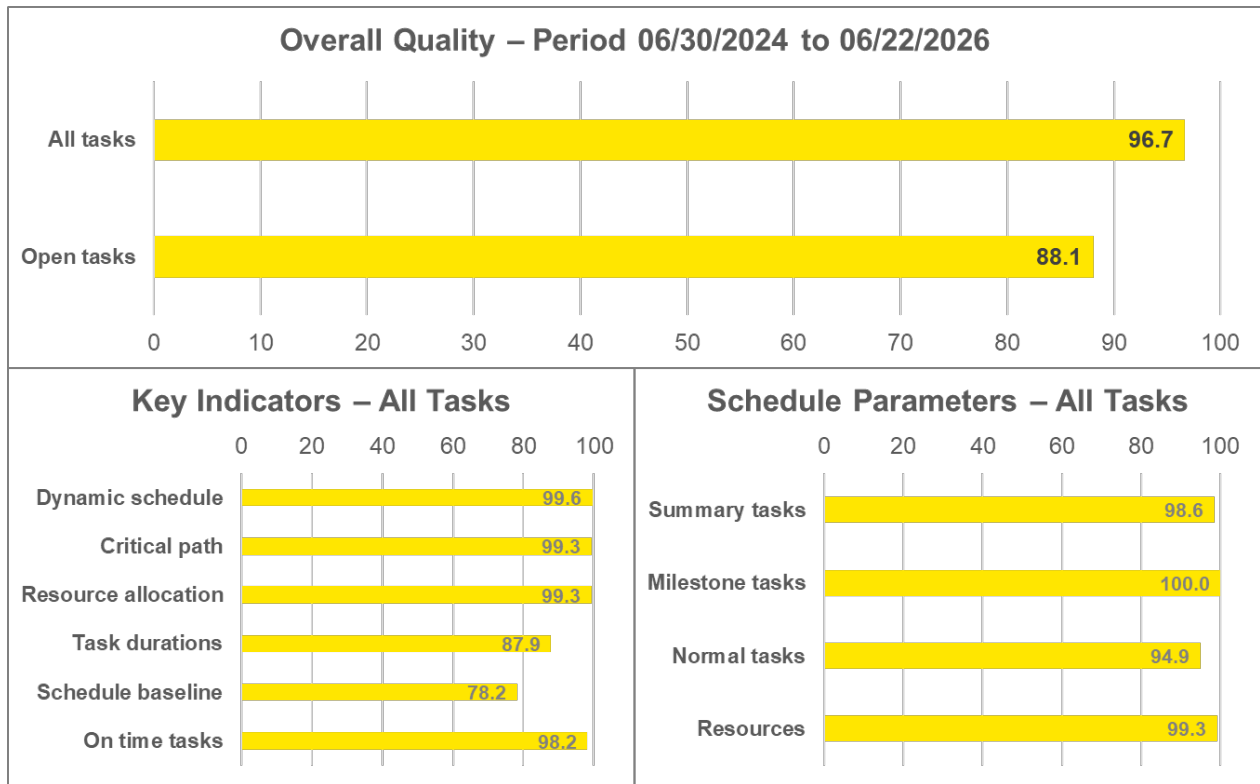 Overall Quality – Period 06/30/2024 to 06/22/2026
All tasks
96.7
Open tasks
88.1
0 10 20 30 40 50 60 70 80 90 100
Key Indicators – All Tasks
0 20 40 60 80 100
Dynamic schedule 99.6
Critical path 99.3
Resource allocation 99.3
Task durations 87.9
Schedule baseline 78.2
On time tasks 98.2
Schedule Parameters – All Tasks
0 20 40 60 80 100
Summary tasks 98.6
Milestone tasks 100.0
Normal tasks 94.9
Resources 99.3